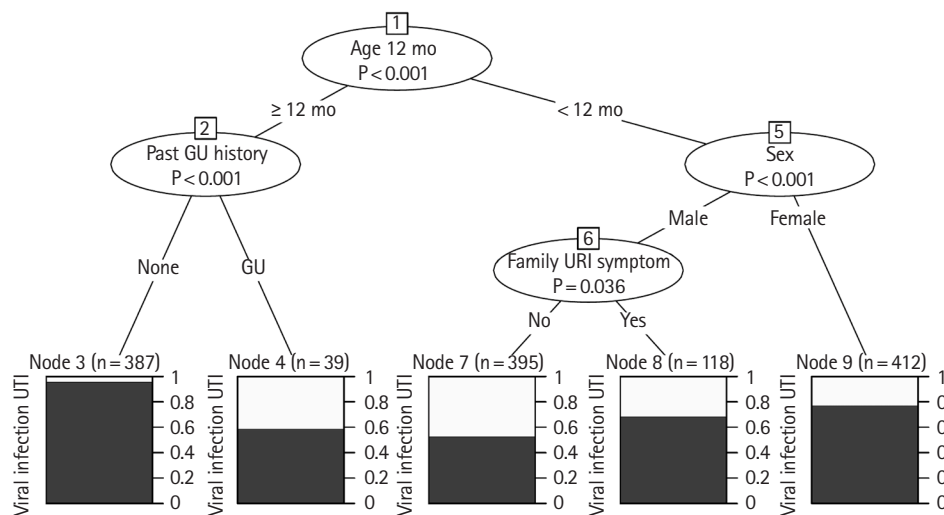 1
Age 12 mo
P<0.001
≥ 12 mo
< 12 mo
2
Past GU history
P<0.001
5
Sex
P<0.001
None
GU
Male
Female
6
Family URI symptom
P=0.036
No
Yes
Node 3 (n=387)
Viral infection UTI
1
0.8
0.6
0.4
0.2
0
Node 4 (n=39)
Viral infection UTI
1
0.8
0.6
0.4
0.2
0
Node 7 (n=395)
Viral infection UTI
1
0.8
0.6
0.4
0.2
0
Node 8 (n=118)
Viral infection UTI
1
0.8
0.6
0.4
0.2
0
Node 9 (n=412)
Viral infection UTI
1
0
0
0
0
0